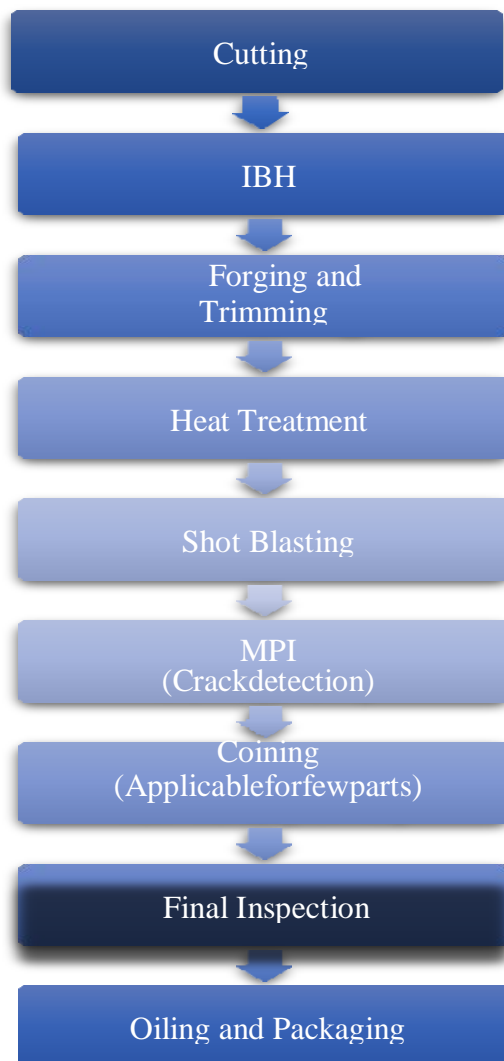 Cutting
IBH
Forging and
Trimming
Heat Treatment
Shot Blasting
MPI
(Crackdetection)
Coining
(Applicableforfewparts)
Final Inspection
Oiling and Packaging